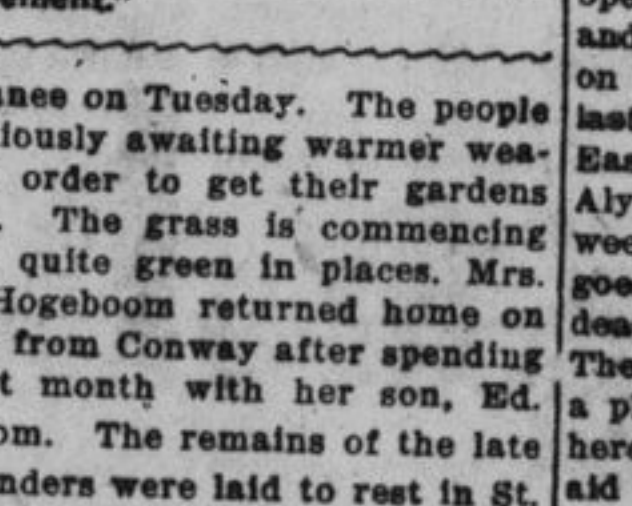 ement."
nee on Tuesday. The people
iously awaiting warmer wea-
order to get their gardens
. The grass is commencing
quite green in places. Mrs.
Hogeboom returned home on
from Conway after spending
t month with her son, Ed.
om. The remains of the late
nders were laid to rest in St.
and
on
last
Eas
Aly
wee
goe
dea
The
a p
here
aid